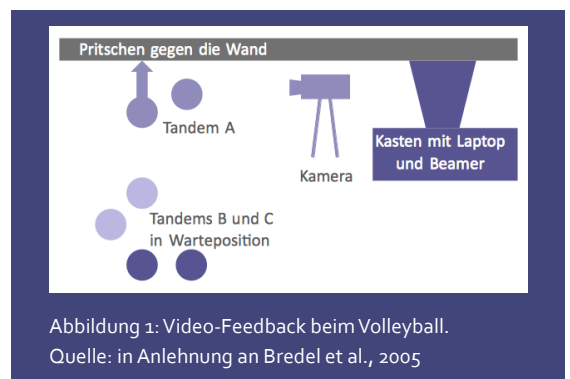 Pritschen gegen die Wand
Tandem A
Kamera
Kasten mit Laptop
und Beamer
Tandems B und C
in Warteposition
Abbildung 1: Video-Feedback beim Volleyball.
Quelle: in Anlehnung an Bredel et al., 2005